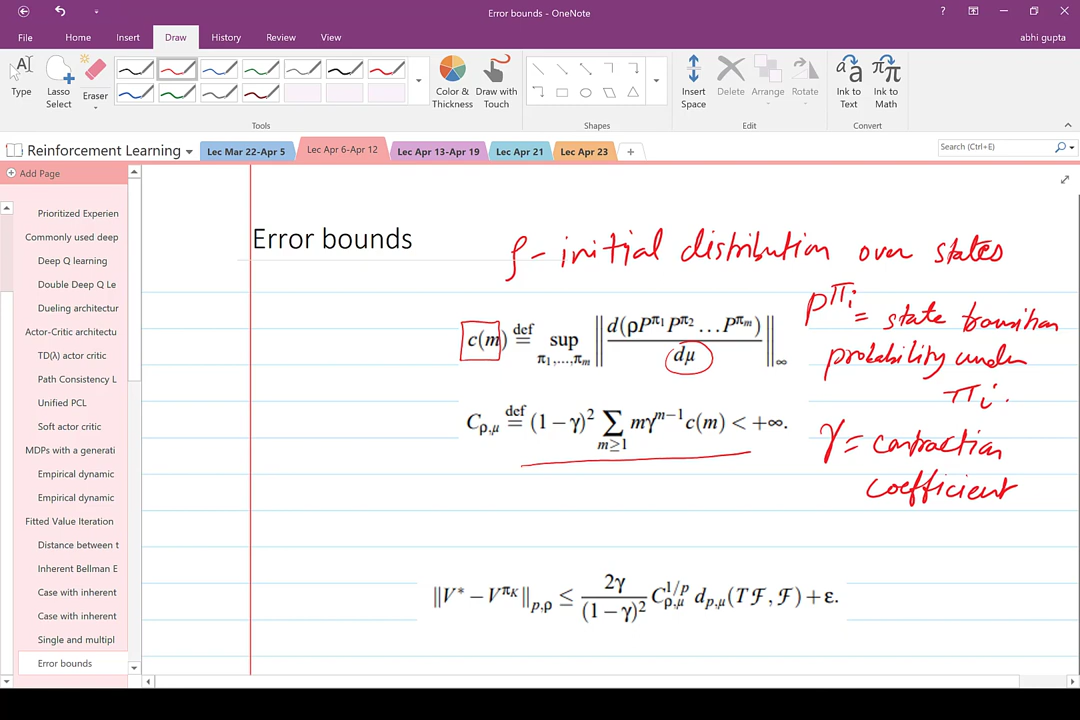 Error bounds - OneNote
?
File
Home
Insert
Draw
History
Review
View
abhi gupta
Type
Lasso Select
Eraser
Color & Thickness
Draw with Touch
Insert Space
Delete
Arrange
Rotate
Ink to Text
Ink to Math
Tools
Shapes
Edit
Convert
Reinforcement Learning
Lec Mar 22-Apr 5
Lec Apr 6-Apr 12
Lec Apr 13-Apr 19
Lec Apr 21
Lec Apr 23
Search (Ctrl+E)
Add Page
Prioritized Experien
Commonly used deep
Deep Q learning
Double Deep Q Le
Dueling architectur
Actor-Critic architectu
TD(λ) actor critic
Path Consistency L
Unified PCL
Soft actor critic
MDPs with a generati
Empirical dynamic
Empirical dynamic
Fitted Value Iteration
Distance between t
Inherent Bellman E
Case with inherent
Case with inherent
Single and multipl
Error bounds
Error bounds
ρ - initial distribution over states
c(m) def= sup π₁,...,πₘ ‖ d(ρP^π₁ P^π₂ ... P^πₘ) / dμ ‖∞
P^πi = state transition
probability under
πi.
C_ρ,μ def= (1 − γ)² ∑ m≥1 mγ^(m−1) c(m) < +∞.
γ = contraction
coefficient
‖V* − V^πK‖_p,ρ ≤ 2γ / (1 − γ)² C_ρ,μ^1/p d_p,μ(TF, F) + ε.